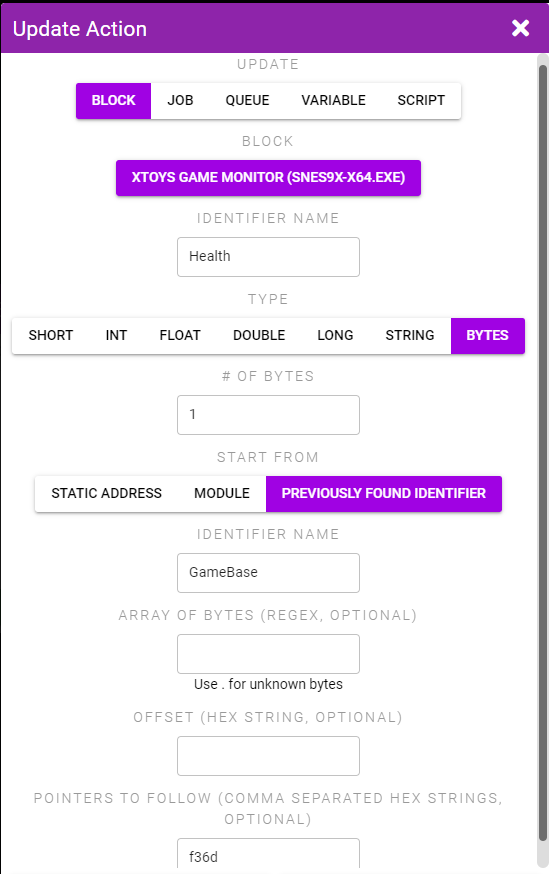 Update Action
UPDATE
BLOCK JOB QUEUE VARIABLE SCRIPT
BLOCK
XTOYS GAME MONITOR (SNES9X-X64.EXE)
IDENTIFIER NAME
Health
TYPE
SHORT INT FLOAT DOUBLE LONG STRING BYTES
# OF BYTES
1
START FROM
STATIC ADDRESS MODULE PREVIOUSLY FOUND IDENTIFIER
IDENTIFIER NAME
GameBase
ARRAY OF BYTES (REGEX, OPTIONAL)
Use . for unknown bytes
OFFSET (HEX STRING, OPTIONAL)
POINTERS TO FOLLOW (COMMA SEPARATED HEX STRINGS,
OPTIONAL)
f36d